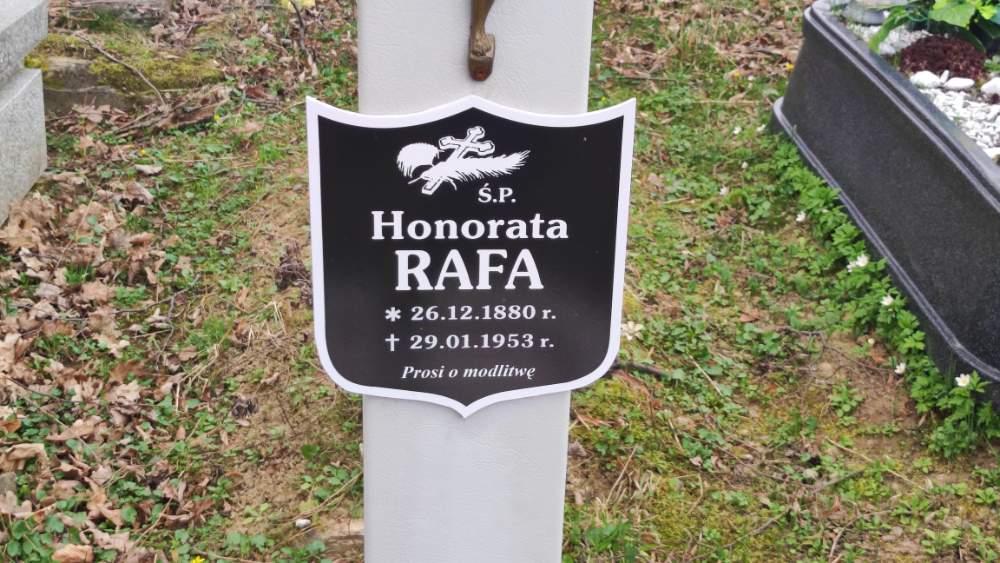 Ś.P.
Honorata
RAFA
* 26.12.1880 r.
† 29.01.1953 r.
Prosi o modlitwę